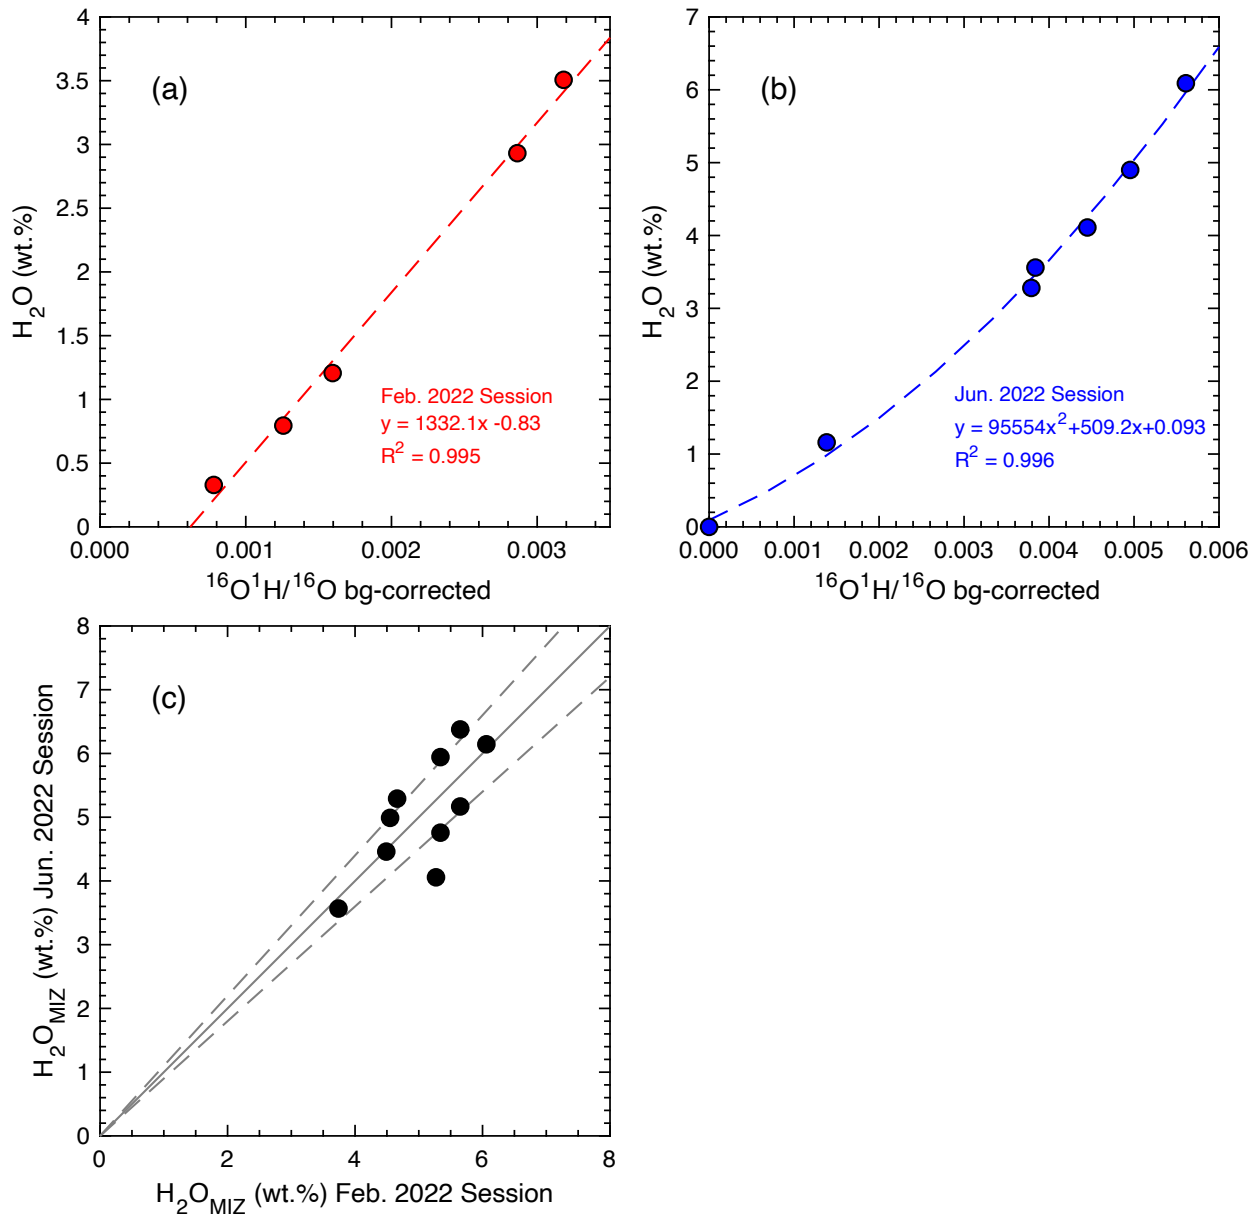 (a)
4
3.5
3
2.5
2
1.5
1
0.5
0
H₂O (wt.%)
Feb. 2022 Session
y = 1332.1x -0.83
R² = 0.995
0.000 0.001 0.002 0.003
¹⁶O¹H/¹⁶O bg-corrected
(b)
7
6
5
4
3
2
1
0
H₂O (wt.%)
Jun. 2022 Session
y = 95554x²+509.2x+0.093
R² = 0.996
0.000 0.001 0.002 0.003 0.004 0.005 0.006
¹⁶O¹H/¹⁶O bg-corrected
(c)
8
7
6
5
4
3
2
1
0
H₂O_MIZ (wt.%) Jun. 2022 Session
0 2 4 6 8
H₂O_MIZ (wt.%) Feb. 2022 Session